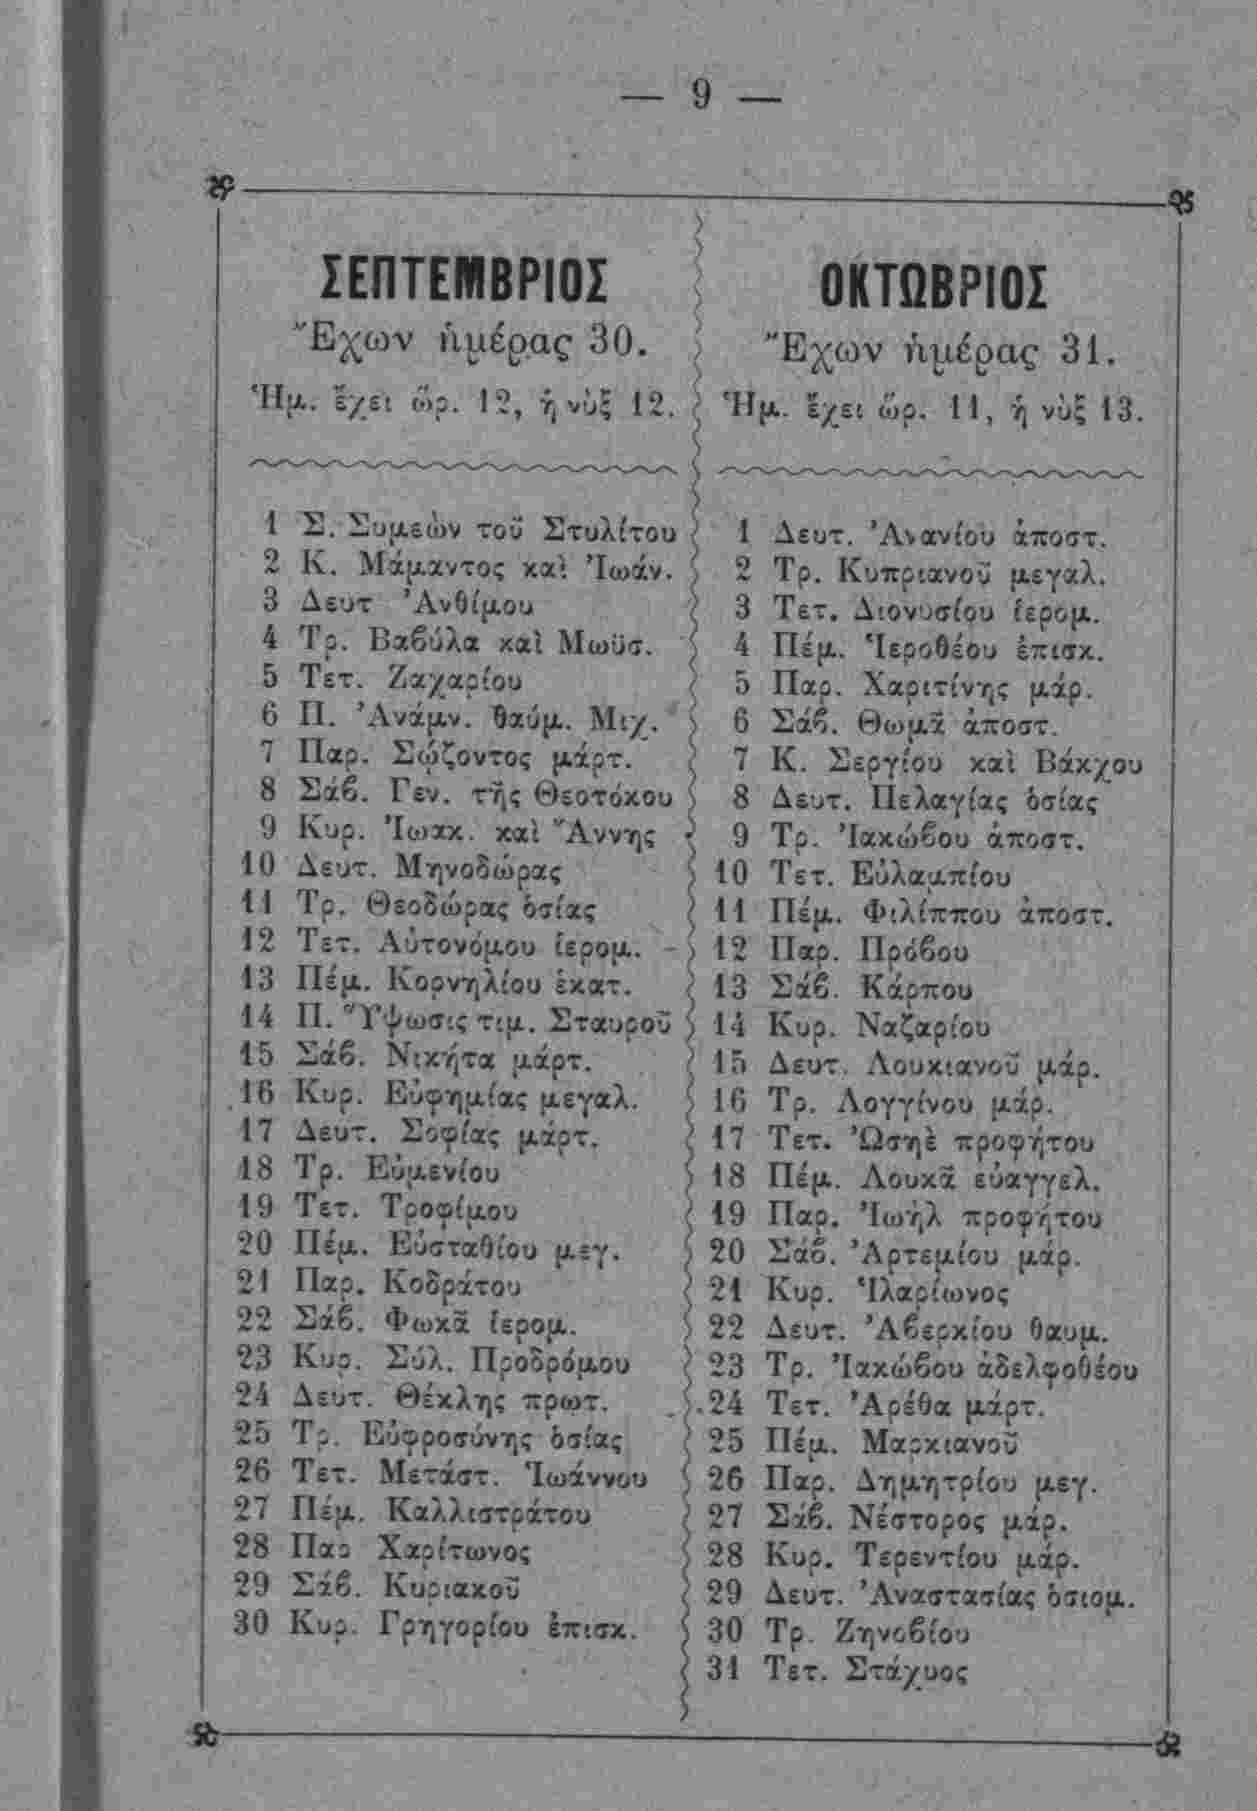 — 9 —
ΣΕΠΤΕΜΒΡΙΟΣ
Ἔχων ἡμέρας 30.
Ἡμ. ἔχει ὥρ. 12, ἡ νὺξ 12.
1 Σ. Συμεὼν τοῦ Στυλίτου
2 Κ. Μάμαντος καὶ Ἰωάν.
3 Δευτ Ἀνθίμου
4 Τρ. Βαβύλα καὶ Μωϋσ.
5 Τετ. Ζαχαρίου
6 Π. Ἀνάμν. θαύμ. Μιχ.
7 Παρ. Σώζοντος μάρτ.
8 Σάβ. Γεν. τῆς Θεοτόκου
9 Κυρ. Ἰωακ. καὶ Ἄννης
10 Δευτ. Μηνοδώρας
11 Τρ. Θεοδώρας ὁσίας
12 Τετ. Αὐτονόμου ἱερομ.
13 Πέμ. Κορνηλίου ἑκατ.
14 Π. Ὕψωσις τιμ. Σταυροῦ
15 Σάβ. Νικήτα μάρτ.
16 Κυρ. Εὐφημίας μεγαλ.
17 Δευτ. Σοφίας μάρτ.
18 Τρ. Εὐμενίου
19 Τετ. Τροφίμου
20 Πέμ. Εὐσταθίου μεγ.
21 Παρ. Κοδράτου
22 Σάβ. Φωκᾶ ἱερομ.
23 Κυρ. Σύλ. Προδρόμου
24 Δευτ. Θέκλης πρωτ.
25 Τρ. Εὐφροσύνης ὁσίας
26 Τετ. Μετάστ. Ἰωάννου
27 Πέμ. Καλλιστράτου
28 Παρ Χαρίτωνος
29 Σάβ. Κυριακοῦ
30 Κυρ. Γρηγορίου ἐπισκ.
ΟΚΤΩΒΡΙΟΣ
Ἔχων ἡμέρας 31.
Ἡμ. ἔχει ὥρ. 11, ἡ νὺξ 13.
1 Δευτ. Ἀνανίου ἀποστ.
2 Τρ. Κυπριανοῦ μεγαλ.
3 Τετ. Διονυσίου ἱερομ.
4 Πέμ. Ἱεροθέου ἐπισκ.
5 Παρ. Χαριτίνης μάρ.
6 Σάβ. Θωμᾶ ἀποστ.
7 Κ. Σεργίου καὶ Βάκχου
8 Δευτ. Πελαγίας ὁσίας
9 Τρ. Ἰακώβου ἀποστ.
10 Τετ. Εὐλαμπίου
11 Πέμ. Φιλίππου ἀποστ.
12 Παρ. Πρόβου
13 Σάβ. Κάρπου
14 Κυρ. Ναζαρίου
15 Δευτ. Λουκιανοῦ μάρ.
16 Τρ. Λογγίνου μάρ.
17 Τετ. Ὠσηὲ προφήτου
18 Πέμ. Λουκᾶ εὐαγγελ.
19 Παρ. Ἰωὴλ προφήτου
20 Σάβ. Ἀρτεμίου μάρ.
21 Κυρ. Ἱλαρίωνος
22 Δευτ. Ἀβερκίου θαυμ.
23 Τρ. Ἰακώβου ἀδελφοθέου
24 Τετ. Ἀρέθα μάρτ.
25 Πέμ. Μαρκιανοῦ
26 Παρ. Δημητρίου μεγ.
27 Σάβ. Νέστορος μάρ.
28 Κυρ. Τερεντίου μάρ.
29 Δευτ. Ἀναστασίας ὁσιομ.
30 Τρ. Ζηνοβίου
31 Τετ. Στάχυος